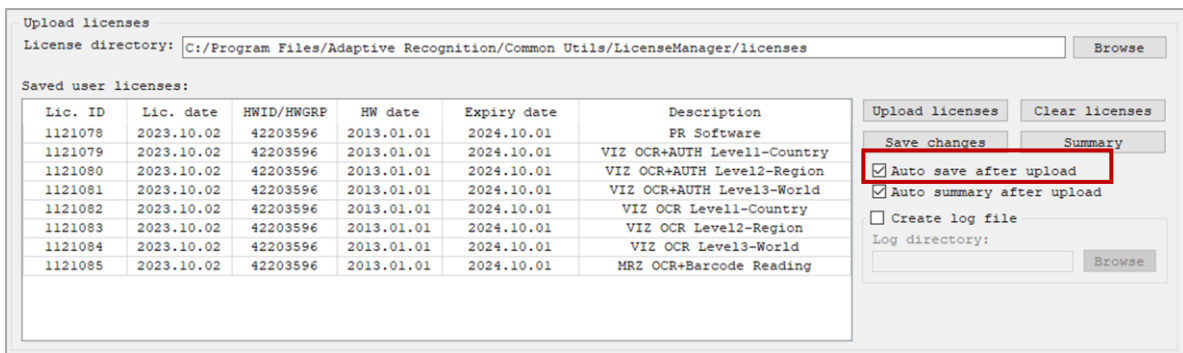 Upload licenses
License directory: C:/Program Files/Adaptive Recognition/Common Utils/LicenseManager/licenses Browse
Saved user licenses:
Lic. ID Lic. date HWID/HWGRP HW date Expiry date Description
1121078 2023.10.02 42203596 2013.01.01 2024.10.01 PR Software
1121079 2023.10.02 42203596 2013.01.01 2024.10.01 VIZ OCR+AUTH Level1-Country
1121080 2023.10.02 42203596 2013.01.01 2024.10.01 VIZ OCR+AUTH Level2-Region
1121081 2023.10.02 42203596 2013.01.01 2024.10.01 VIZ OCR+AUTH Level3-World
1121082 2023.10.02 42203596 2013.01.01 2024.10.01 VIZ OCR Level1-Country
1121083 2023.10.02 42203596 2013.01.01 2024.10.01 VIZ OCR Level2-Region
1121084 2023.10.02 42203596 2013.01.01 2024.10.01 VIZ OCR Level3-World
1121085 2023.10.02 42203596 2013.01.01 2024.10.01 MRZ OCR+Barcode Reading
Upload licenses Clear licenses
Save changes Summary
Auto save after upload
Auto summary after upload
Create log file
Log directory:
Browse